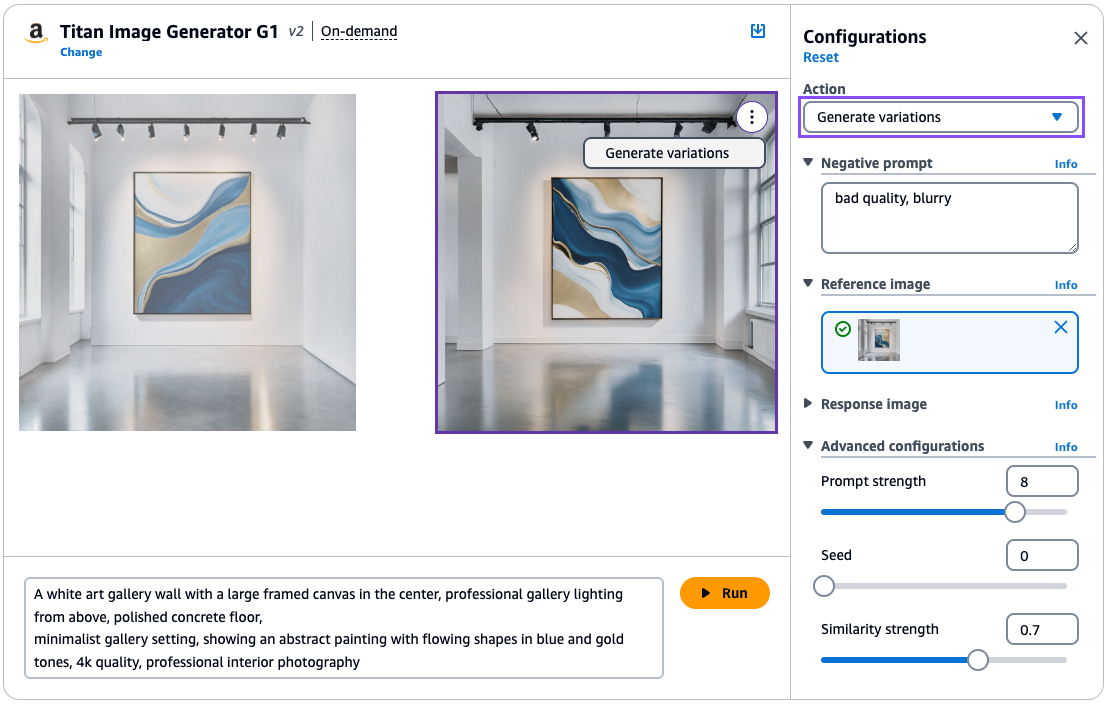 a Titan Image Generator G1 v2 On-demand
Change
Generate variations
A white art gallery wall with a large framed canvas in the center, professional gallery lighting
from above, polished concrete floor,
minimalist gallery setting, showing an abstract painting with flowing shapes in blue and gold
tones, 4k quality, professional interior photography
Run
Configurations
Reset
Action
Generate variations
Negative prompt Info
bad quality, blurry
Reference image Info
Response image Info
Advanced configurations Info
Prompt strength 8
Seed 0
Similarity strength 0.7